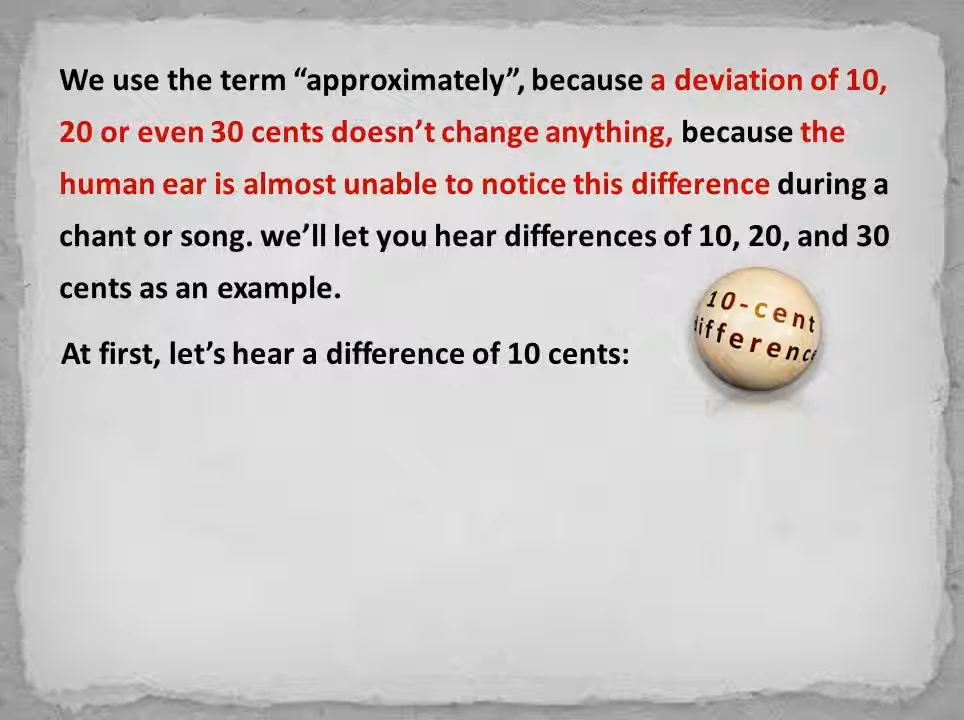 We use the term “approximately”, because a deviation of 10,
20 or even 30 cents doesn’t change anything, because the
human ear is almost unable to notice this difference during a
chant or song. we’ll let you hear differences of 10, 20, and 30
cents as an example.
10-cent
difference
At first, let’s hear a difference of 10 cents: